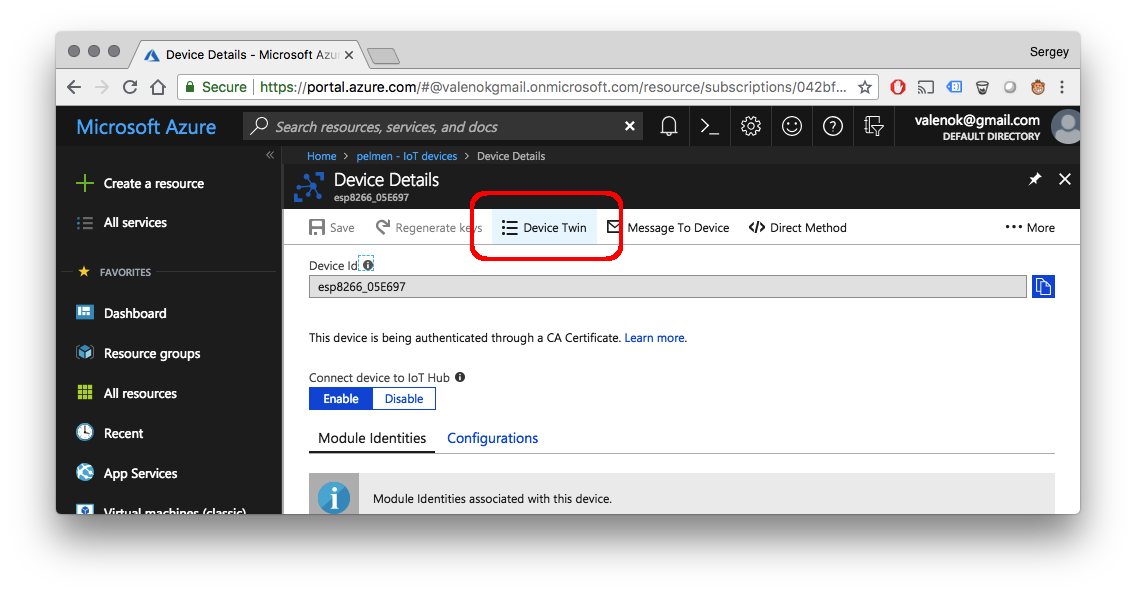 Device Details - Microsoft Azu
Sergey
Secure https://portal.azure.com/#@valenokgmail.onmicrosoft.com/resource/subscriptions/042bf...
Microsoft Azure
Search resources, services, and docs
valenok@gmail.com
DEFAULT DIRECTORY
Home > pelmen - IoT devices > Device Details
Create a resource
All services
FAVORITES
Dashboard
Resource groups
All resources
Recent
App Services
Virtual machines (classic)
Device Details
esp8266_05E697
Save Regenerate keys Device Twin Message To Device Direct Method More
Device Id
esp8266_05E697
This device is being authenticated through a CA Certificate. Learn more.
Connect device to IoT Hub
Enable Disable
Module Identities Configurations
Module Identities associated with this device.